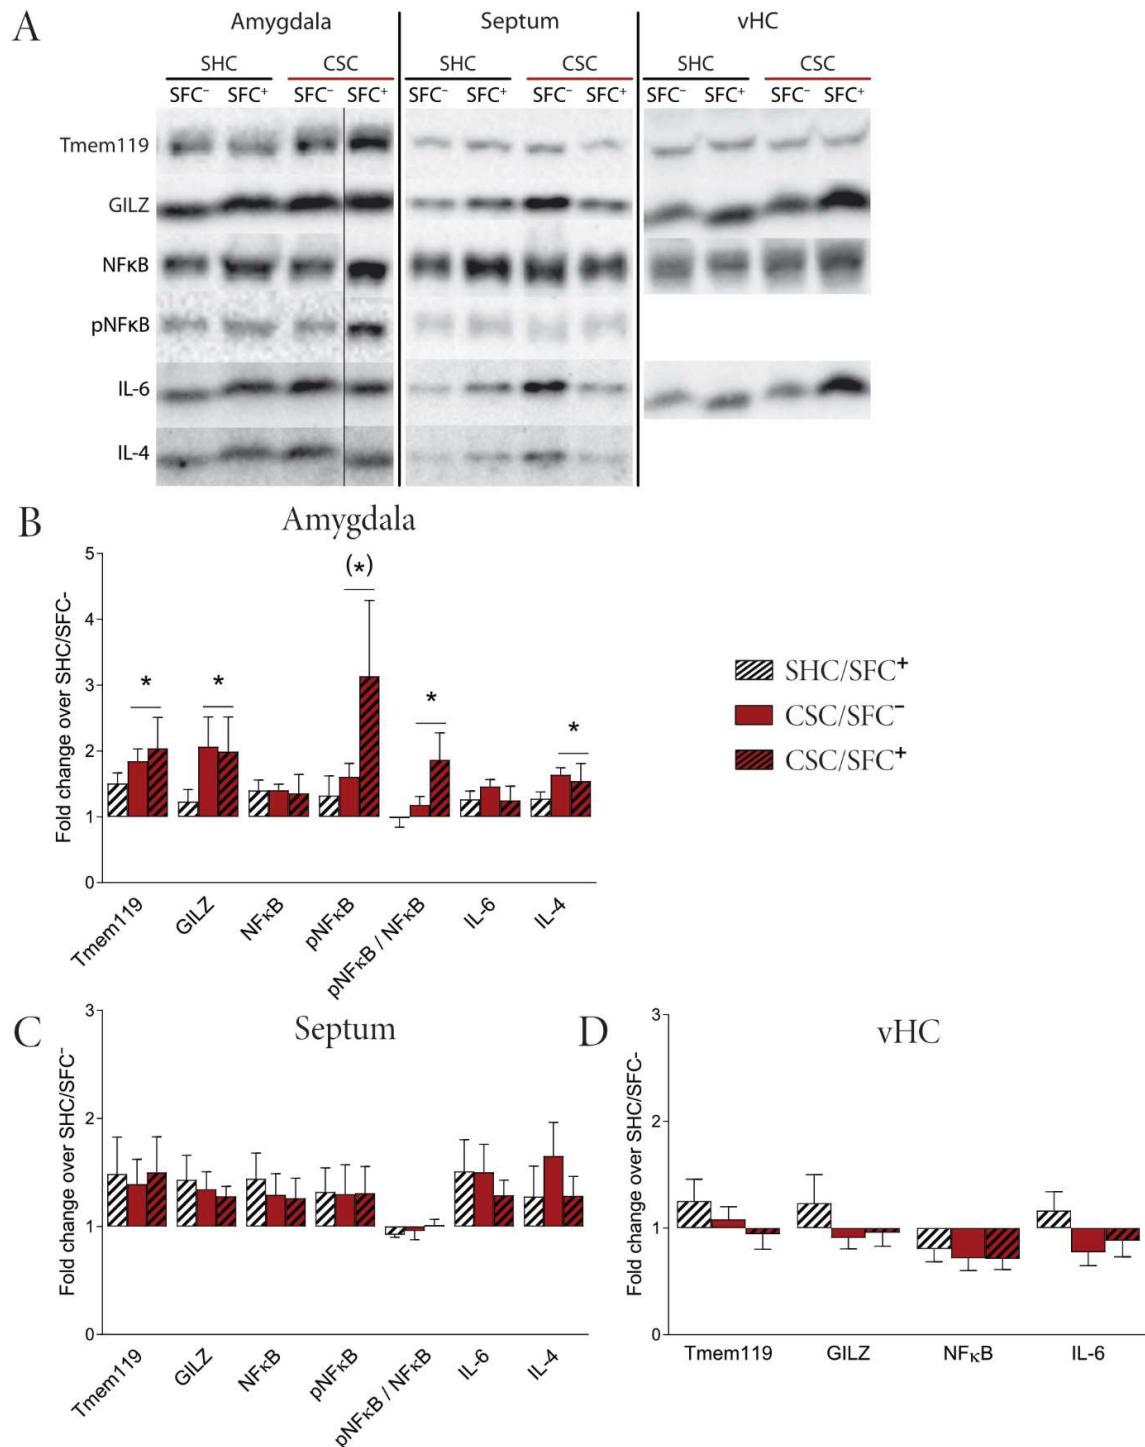 A
Amygdala Septum vHC
SHC CSC SHC CSC SHC CSC
SFC⁻ SFC⁺ SFC⁻ SFC⁺ SFC⁻ SFC⁺ SFC⁻ SFC⁺ SFC⁻ SFC⁺ SFC⁻ SFC⁺
Tmem119
GILZ
NFκB
pNFκB
IL-6
IL-4
B
Amygdala
Fold change over SHC/SFC-
5
4
3
2
1
0
* * (*) * *
Tmem119 GILZ NFκB pNFκB pNFκB / NFκB IL-6 IL-4
SHC/SFC⁺
CSC/SFC⁻
CSC/SFC⁺
C
Septum
Fold change over SHC/SFC⁻
3
2
1
0
Tmem119 GILZ NFκB pNFκB pNFκB / NFκB IL-6 IL-4
D
vHC
Fold change over SHC/SFC-
3
2
1
0
Tmem119 GILZ NFκB IL-6